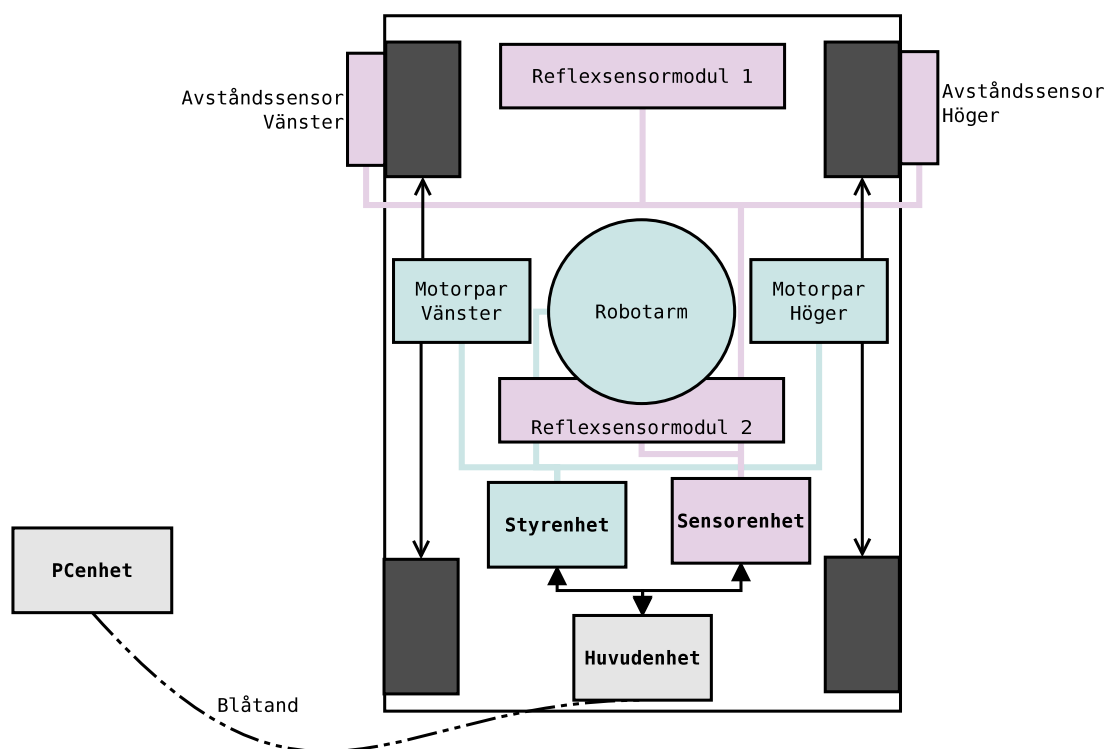 Reflexsensormodul 1
Avståndssensor
Vänster
Avståndssensor
Höger
Motorpar
Vänster
Robotarm
Motorpar
Höger
Reflexsensormodul 2
Styrenhet
Sensorenhet
PCenhet
Huvudenhet
Blåtand